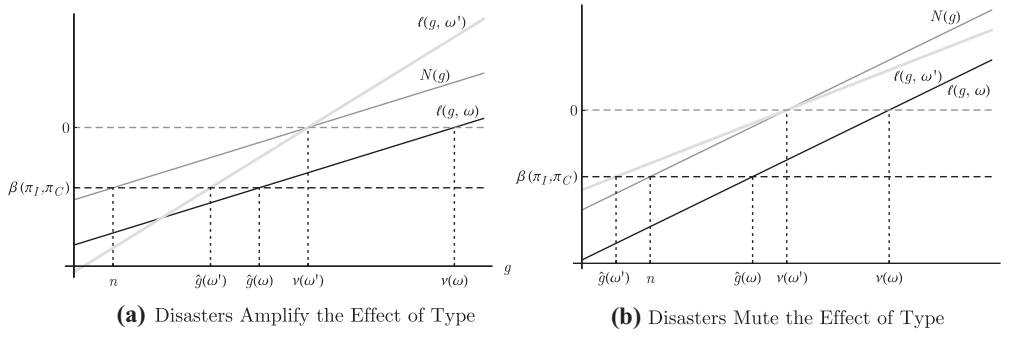 ℓ(g, ω')
N(g)
ℓ(g, ω)
0
β(π_I,π_C)
n
ĝ(ω')
ĝ(ω)
ν(ω')
ν(ω)
g
(a) Disasters Amplify the Effect of Type
N(g)
ℓ(g, ω')
ℓ(g, ω)
0
β(π_I,π_C)
ĝ(ω')
n
ĝ(ω)
ν(ω')
ν(ω)
(b) Disasters Mute the Effect of Type